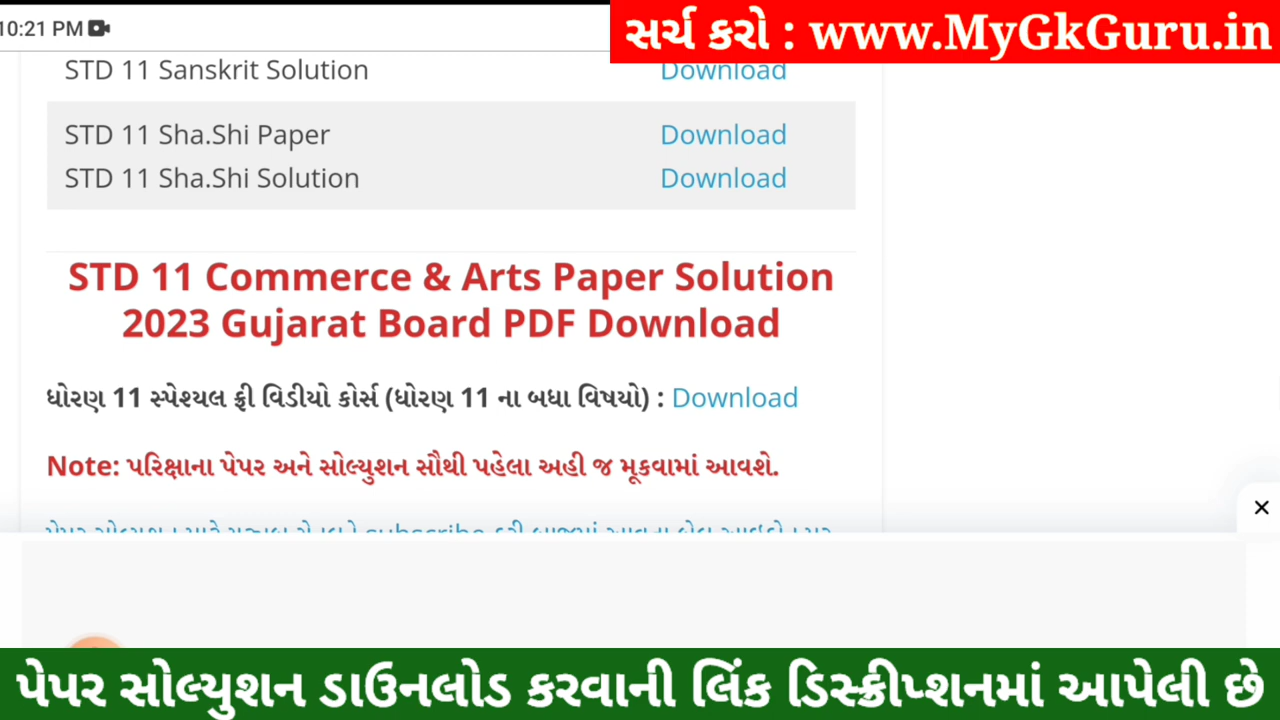 10:21 PM
સર્ચ કરો : www.MyGkGuru.in
STD 11 Sanskrit Solution Download
STD 11 Sha.Shi Paper Download
STD 11 Sha.Shi Solution Download
STD 11 Commerce & Arts Paper Solution
2023 Gujarat Board PDF Download
ધોરણ 11 સ્પેશ્યલ ફ્રી વિડીયો કોર્સ (ધોરણ 11 ના બધા વિષયો) : Download
Note: પરિક્ષાના પેપર અને સોલ્યુશન સૌથી પહેલા અહી જ મૂકવામાં આવશે.
subscribe
પેપર સોલ્યુશન ડાઉનલોડ કરવાની લિંક ડિસ્ક્રીપ્શનમાં આપેલી છે